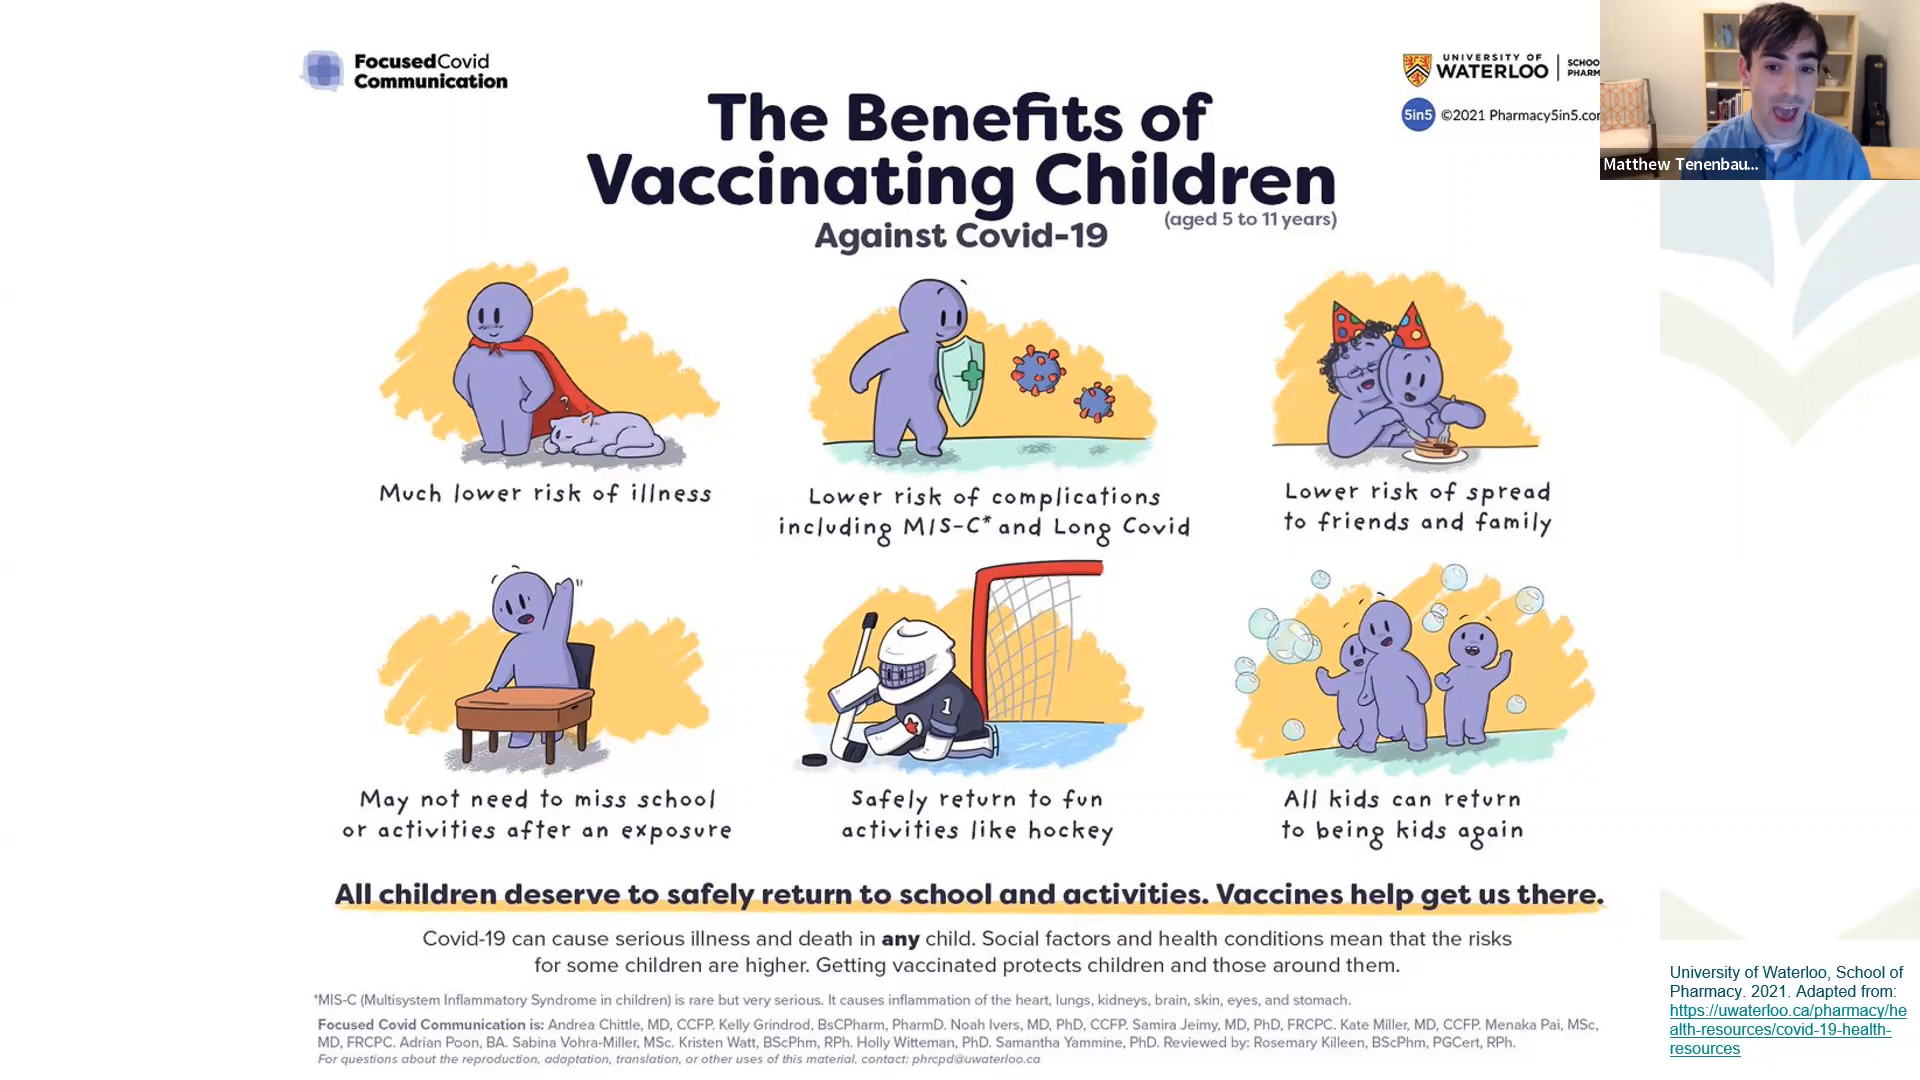 FocusedCovid
Communication
UNIVERSITY OF
WATERLOO
SCHOO
PHARM
5in5 ©2021 Pharmacy5in5.com
Matthew Tenenbau...
The Benefits of
Vaccinating Children
(aged 5 to 11 years)
Against Covid-19
?
Much lower risk of illness
Lower risk of complications
including MIS-C* and Long Covid
Lower risk of spread
to friends and family
1
May not need to miss school
or activities after an exposure
Safely return to fun
activities like hockey
All kids can return
to being kids again
All children deserve to safely return to school and activities. Vaccines help get us there.
Covid-19 can cause serious illness and death in any child. Social factors and health conditions mean that the risks
for some children are higher. Getting vaccinated protects children and those around them.
*MIS-C (Multisystem Inflammatory Syndrome in children) is rare but very serious. It causes inflammation of the heart, lungs, kidneys, brain, skin, eyes, and stomach.
Focused Covid Communication is: Andrea Chittle, MD, CCFP. Kelly Grindrod, BScPharm, PharmD. Noah Ivers, MD, PhD, CCFP. Samira Jeimy, MD, PhD, FRCPC. Kate Miller, MD, CCFP. Menaka Pai, MSc,
MD, FRCPC. Adrian Poon, BA. Sabina Vohra-Miller, MSc. Kristen Watt, BScPhm, RPh. Holly Witteman, PhD. Samantha Yammine, PhD. Reviewed by: Rosemary Killeen, BScPhm, PGCert, RPh.
For questions about the reproduction, adaptation, translation, or other uses of this material, contact: phrcpd@uwaterloo.ca
University of Waterloo, School of
Pharmacy. 2021. Adapted from:
https://uwaterloo.ca/pharmacy/he
alth-resources/covid-19-health-
resources